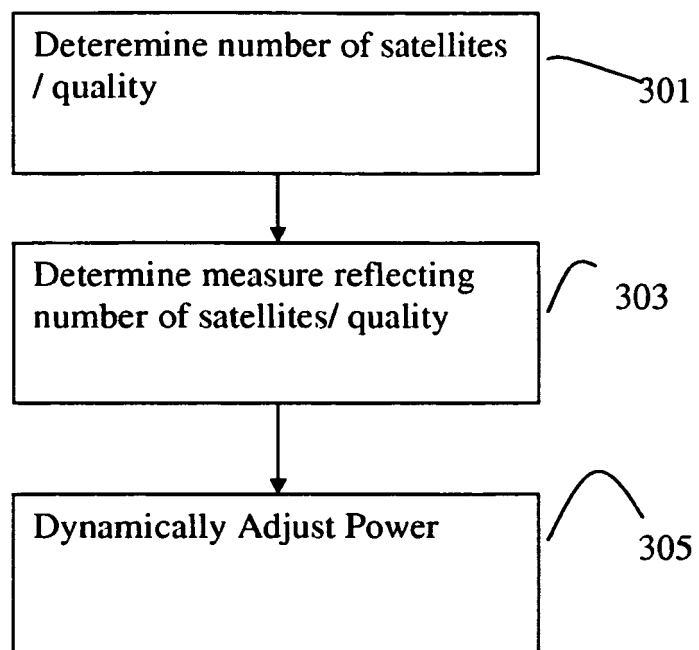 Deteremine number of satellites
/ quality
301
Determine measure reflecting
number of satellites/ quality
303
Dynamically Adjust Power
305